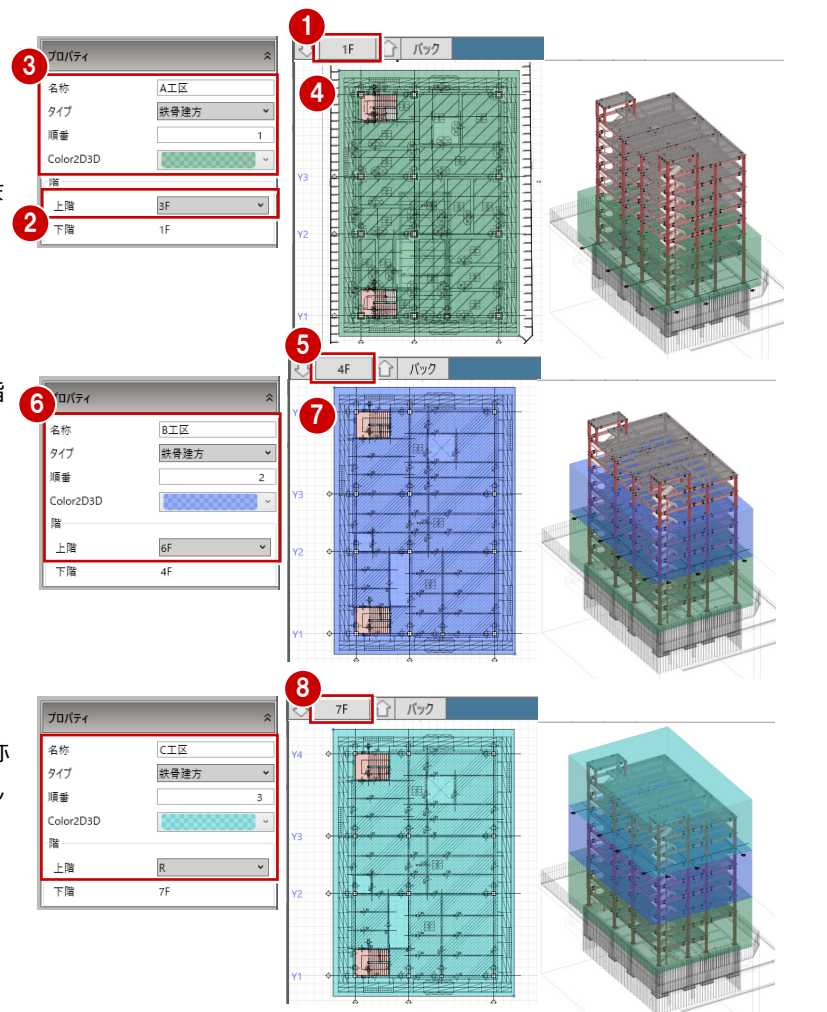 1
1F
バック
3
プロパティ
名称
A工区
タイプ
鉄骨建方
順番
1
Color2D3D
階
2
上階
3F
下階
1F
4
Y3
Y2
Y1
5
4F
バック
階
6
プロパティ
名称
B工区
タイプ
鉄骨建方
順番
2
Color2D3D
階
上階
6F
下階
4F
7
Y3
Y2
Y1
8
7F
バック
プロパティ
名称
C工区
タイプ
鉄骨建方
順番
3
Color2D3D
階
上階
R
下階
7F
Y4
Y3
Y2
Y1